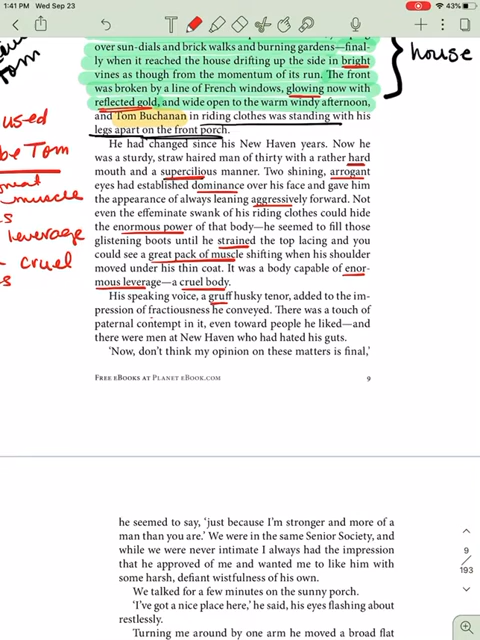 1:41 PM Wed Sep 23
43%
over sun-dials and brick walks and burning gardens—final-
ly when it reached the house drifting up the side in bright
vines as though from the momentum of its run. The front
was broken by a line of French windows, glowing now with
reflected gold, and wide open to the warm windy afternoon,
and Tom Buchanan in riding clothes was standing with his
legs apart on the front porch.
He had changed since his New Haven years. Now he
was a sturdy, straw haired man of thirty with a rather hard
mouth and a supercilious manner. Two shining, arrogant
eyes had established dominance over his face and gave him
the appearance of always leaning aggressively forward. Not
even the effeminate swank of his riding clothes could hide
the enormous power of that body—he seemed to fill those
glistening boots until he strained the top lacing and you
could see a great pack of muscle shifting when his shoulder
moved under his thin coat. It was a body capable of enor-
mous leverage—a cruel body.
His speaking voice, a gruff husky tenor, added to the im-
pression of fractiousness he conveyed. There was a touch of
paternal contempt in it, even toward people he liked—and
there were men at New Haven who had hated his guts.
'Now, don't think my opinion on these matters is final,'
Free eBooks at Planet eBook.com
9
he seemed to say, 'just because I'm stronger and more of a
man than you are.' We were in the same Senior Society, and
while we were never intimate I always had the impression
that he approved of me and wanted me to like him with
some harsh, defiant wistfulness of his own.
We talked for a few minutes on the sunny porch.
'I've got a nice place here,' he said, his eyes flashing about
restlessly.
Turning me around by one arm he moved a broad flat
house
Tom
used
be Tom
muscle
leverage
cruel
9
193